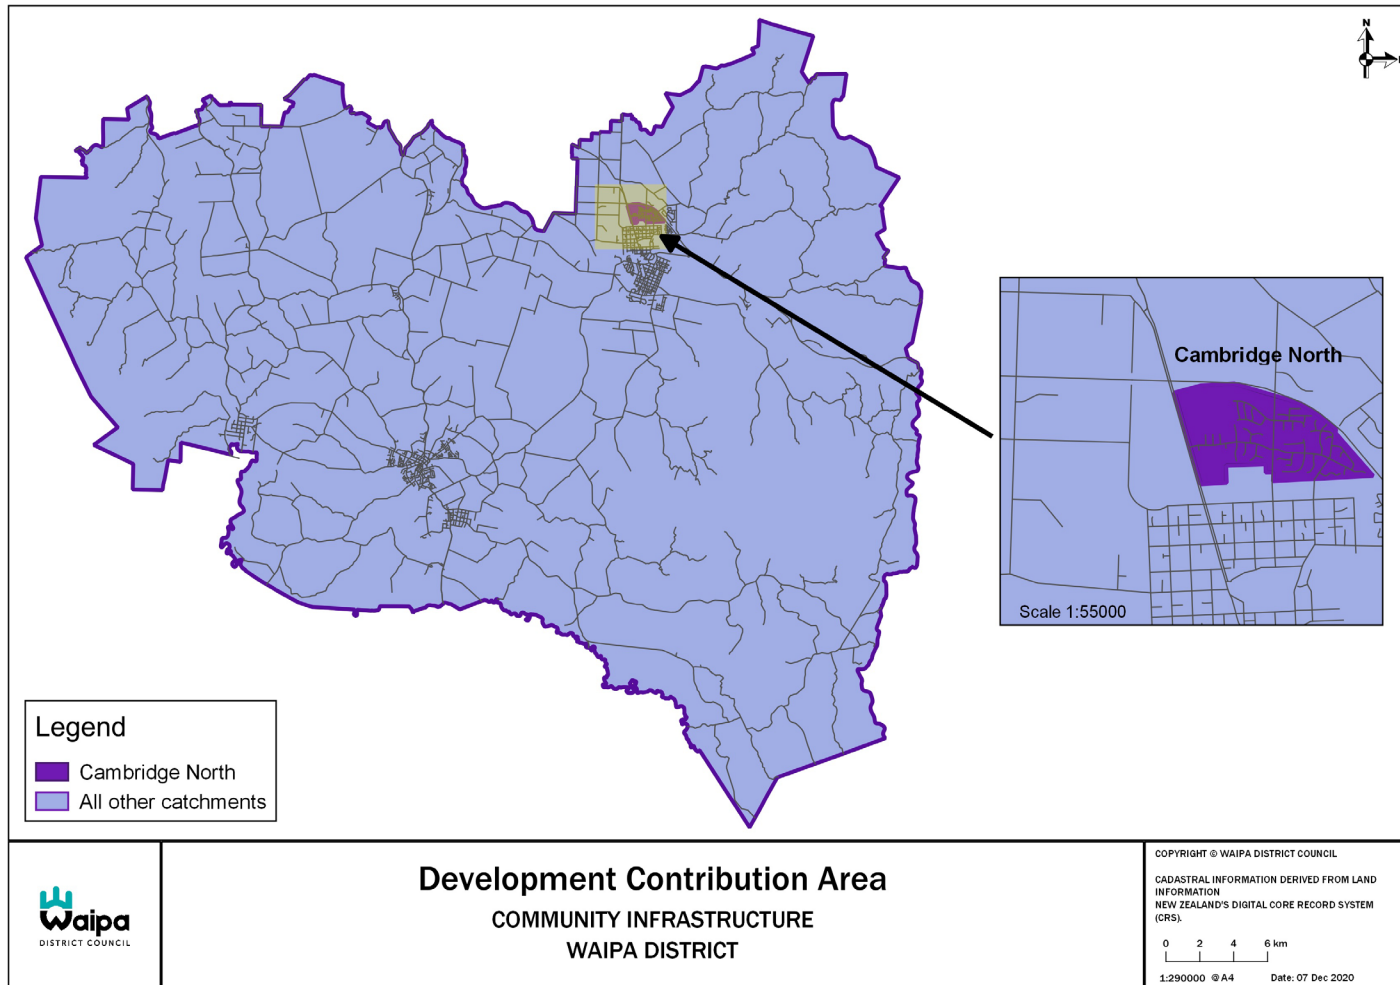 N
Cambridge North
Scale 1:55000
Legend
Cambridge North
All other catchments
Waipa
DISTRICT COUNCIL
Development Contribution Area
COMMUNITY INFRASTRUCTURE
WAIPA DISTRICT
COPYRIGHT © WAIPA DISTRICT COUNCIL
CADASTRAL INFORMATION DERIVED FROM LAND
INFORMATION
NEW ZEALAND'S DIGITAL CORE RECORD SYSTEM
(CRS).
0 2 4 6 km
1:290000 @ A4 Date: 07 Dec 2020